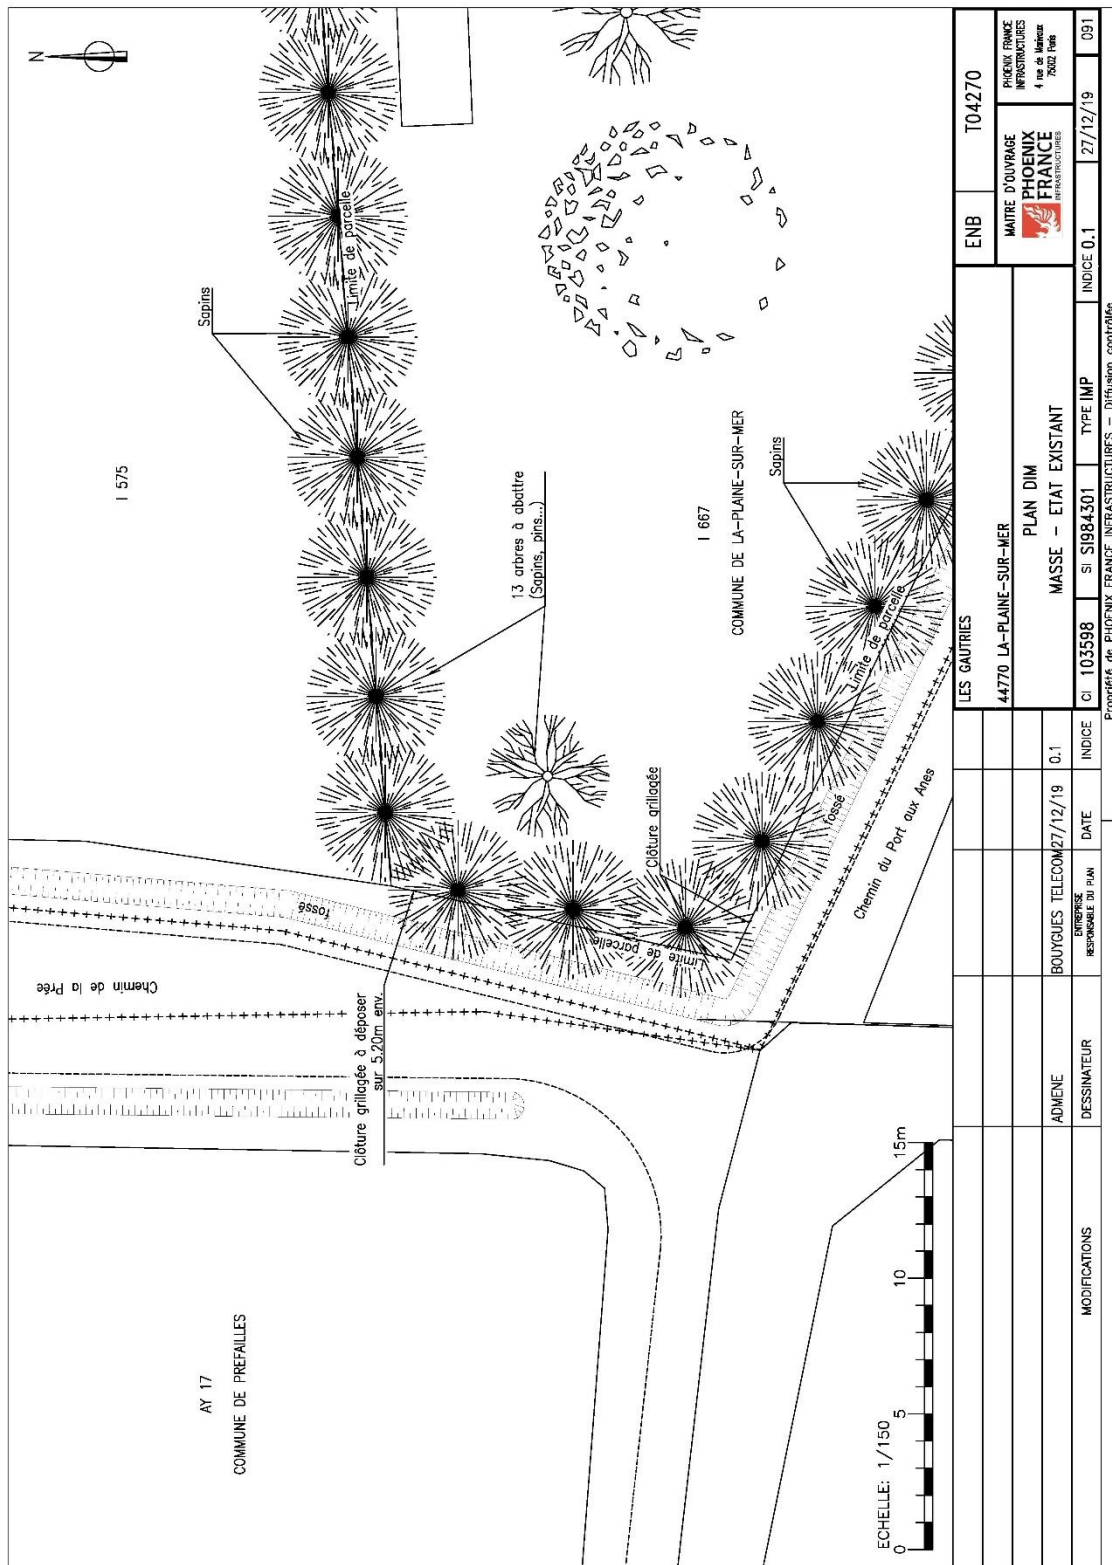 N
I 575
Sapins
Limite de parcelle
13 arbres à abattre
(Sapins, pins...)
I 667
COMMUNE DE LA-PLAINE-SUR-MER
Sapins
Limite de parcelle
Clôture grillagée
fossé
Chemin du Port aux Anes
fossé
Limite de parcelle
Chemin de la Prée
Clôture grillagée à déposer
sur 5.20m env.
AY 17
COMMUNE DE PREFAILLES
ECHELLE: 1/150
0 5 10 15m
LES GAUTRIES
44770 LA-PLAINE-SUR-MER
ENB T04270
MAITRE D'OUVRAGE
PHOENIX
FRANCE
INFRASTRUCTURES
PHOENIX FRANCE
INFRASTRUCTURES
4 rue de Marivaux
75002 Paris
PLAN DIM
MASSE - ETAT EXISTANT
ADMENE BOUYGUES TELECOM 27/12/19 0.1
MODIFICATIONS DESSINATEUR ENTREPRISE
RESPONSABLE DU PLAN DATE INDICE
CI 103598 SI SI984301 TYPE IMP INDICE 0.1 27/12/19 091
Propriété de PHOENIX FRANCE INFRASTRUCTURES - Diffusion contrôlée